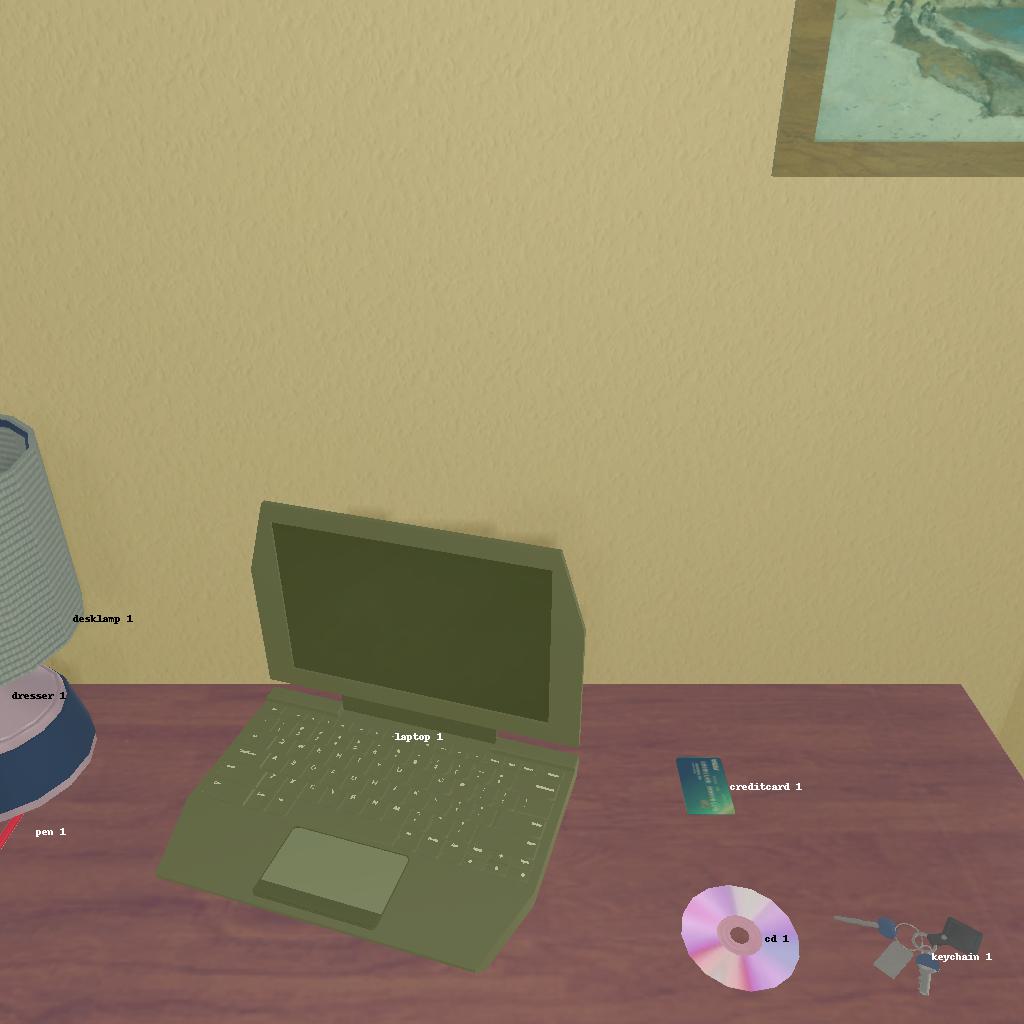 desklamp 1
dresser 1
laptop 1
creditcard 1
pen 1
cd 1
keychain 1